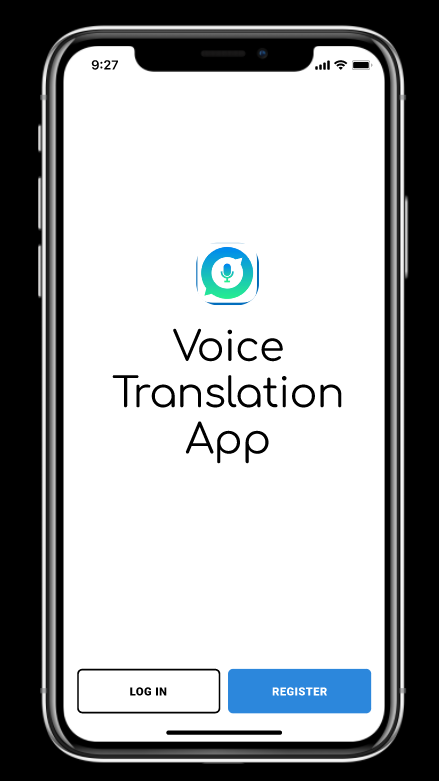 9:27
Voice
Translation
App
LOG IN
REGISTER